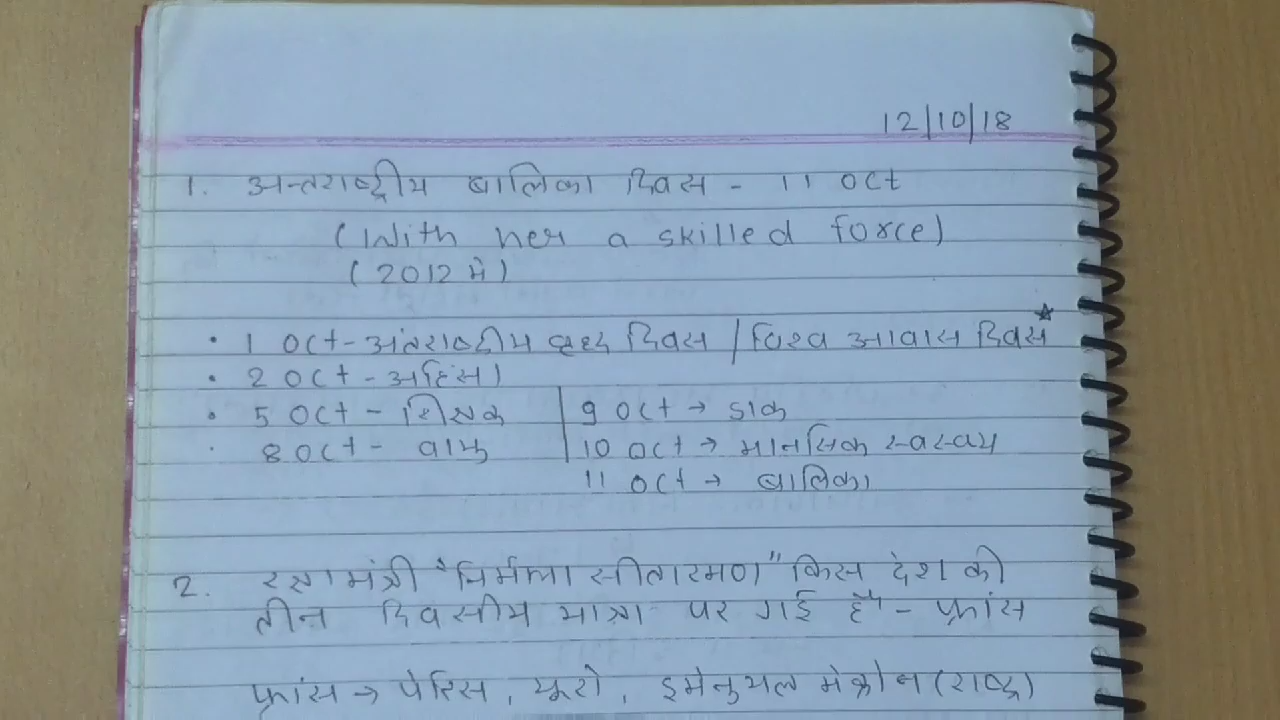 12/10/18
1. अन्तराष्ट्रीय बालिका दिवस - 11 oct
(With her a skilled force)
(2012 मे)
• 1 Oct - अंतराष्ट्रीय वृद्ध दिवस / विश्व आवास दिवस*
• 2 Oct - अहिंसा
• 5 Oct - शिक्षक
• 8 Oct - वायु
9 Oct → डाक
10 Oct → मानसिक स्वास्थ्य
11 Oct → बालिका
2. रक्षामंत्री "निर्मला सीतारमण" किस देश की
तीन दिवसीय यात्रा पर गई है - फ्रांस
फ्रांस → पेरिस, यूरो, इमेनुयल मेक्रोन (राष्ट्र)